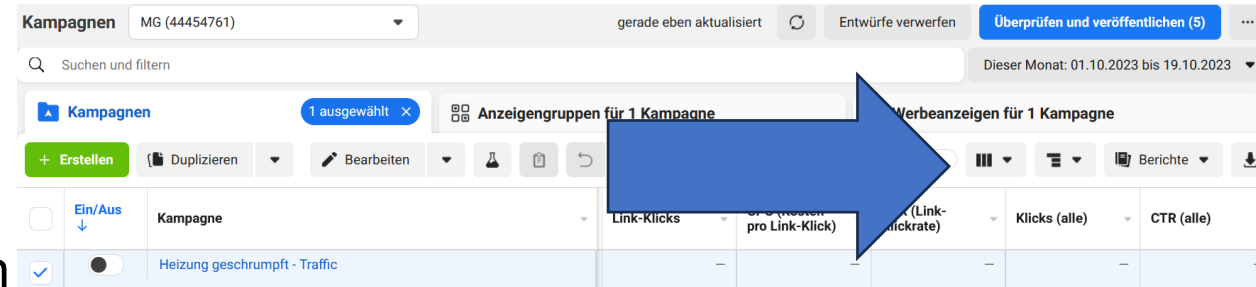 Kampagnen MG (44454761) gerade eben aktualisiert Entwürfe verwerfen Überprüfen und veröffentlichen (5) ...
Suchen und filtern Dieser Monat: 01.10.2023 bis 19.10.2023
Kampagnen 1 ausgewählt × Anzeigengruppen für 1 Kampagne Werbeanzeigen für 1 Kampagne
+ Erstellen Duplizieren Bearbeiten Berichte
Ein/Aus ↓ Kampagne Link-Klicks pro Link-Klick) (Link- Klicks (alle) CTR (alle)
Heizung geschrumpft - Traffic — — — —